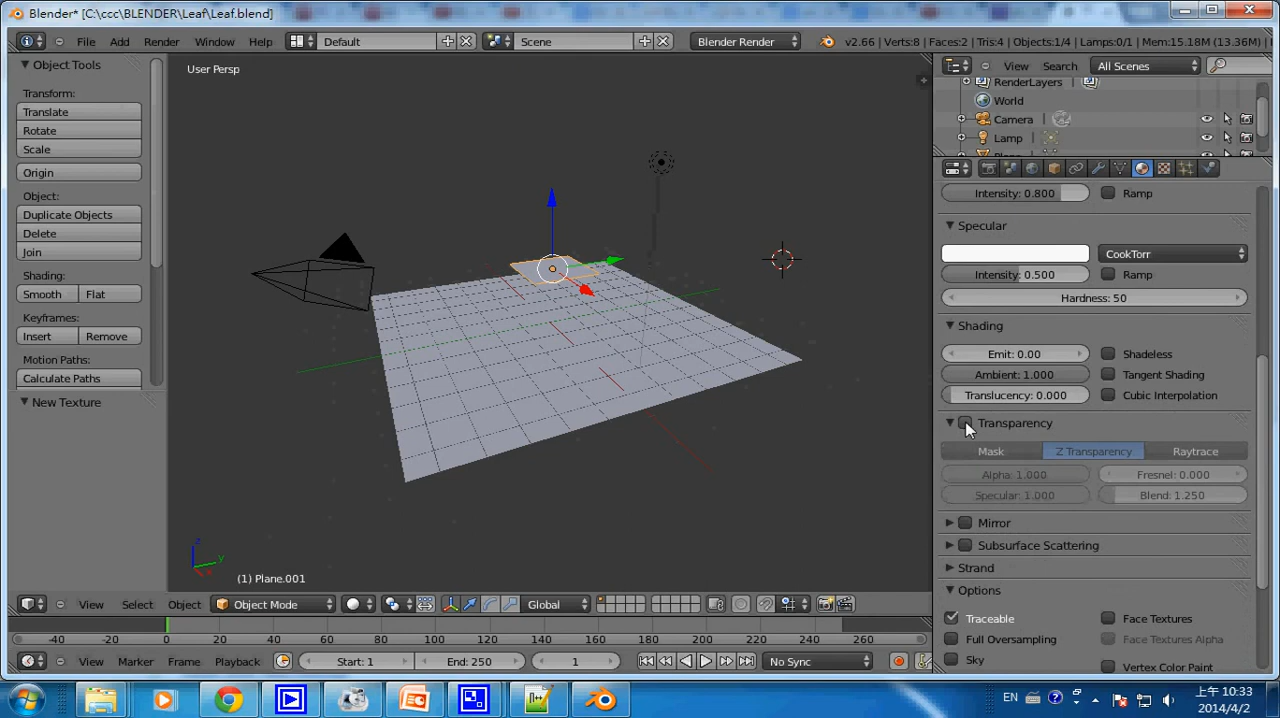 Blender* [C:\ccc\BLENDER\Leaf\Leaf.blend]
File Add Render Window Help Default Scene Blender Render v2.66 | Verts:8 | Faces:2 | Tris:4 | Objects:1/4 | Lamps:0/1 | Mem:15.18M (13.36M)
Object Tools
Transform:
Translate
Rotate
Scale
Origin
Object:
Duplicate Objects
Delete
Join
Shading:
Smooth Flat
Keyframes:
Insert Remove
Motion Paths:
Calculate Paths
New Texture
User Persp
(1) Plane.001
z
y
View Search All Scenes
RenderLayers
World
Camera
Lamp
Intensity: 0.800 Ramp
Specular
CookTorr
Intensity: 0.500 Ramp
Hardness: 50
Shading
Emit: 0.00 Shadeless
Ambient: 1.000 Tangent Shading
Translucency: 0.000 Cubic Interpolation
Transparency
Mask Z Transparency Raytrace
Alpha: 1.000 Fresnel: 0.000
Specular: 1.000 Blend: 1.250
Mirror
Subsurface Scattering
Strand
Options
Traceable Face Textures
Full Oversampling Face Textures Alpha
Sky Vertex Color Paint
View Select Object Object Mode Global
-40 -20 0 20 40 60 80 100 120 140 160 180 200 220 240 260
View Marker Frame Playback Start: 1 End: 250 1 No Sync
EN
上午 10:33
2014/4/2